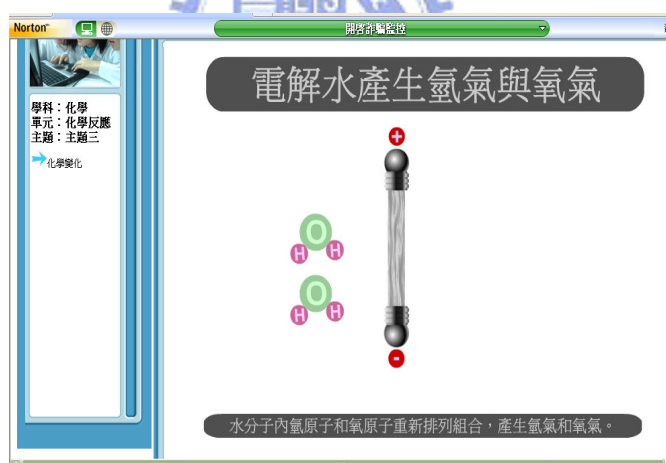 Norton
開啓詐騙監控
電解水產生氫氣與氧氣
學科：化學
單元：化學反應
主題：主題三
化學變化
+
O
H H
O
H H
-
水分子內氫原子和氧原子重新排列組合，產生氫氣和氧氣。